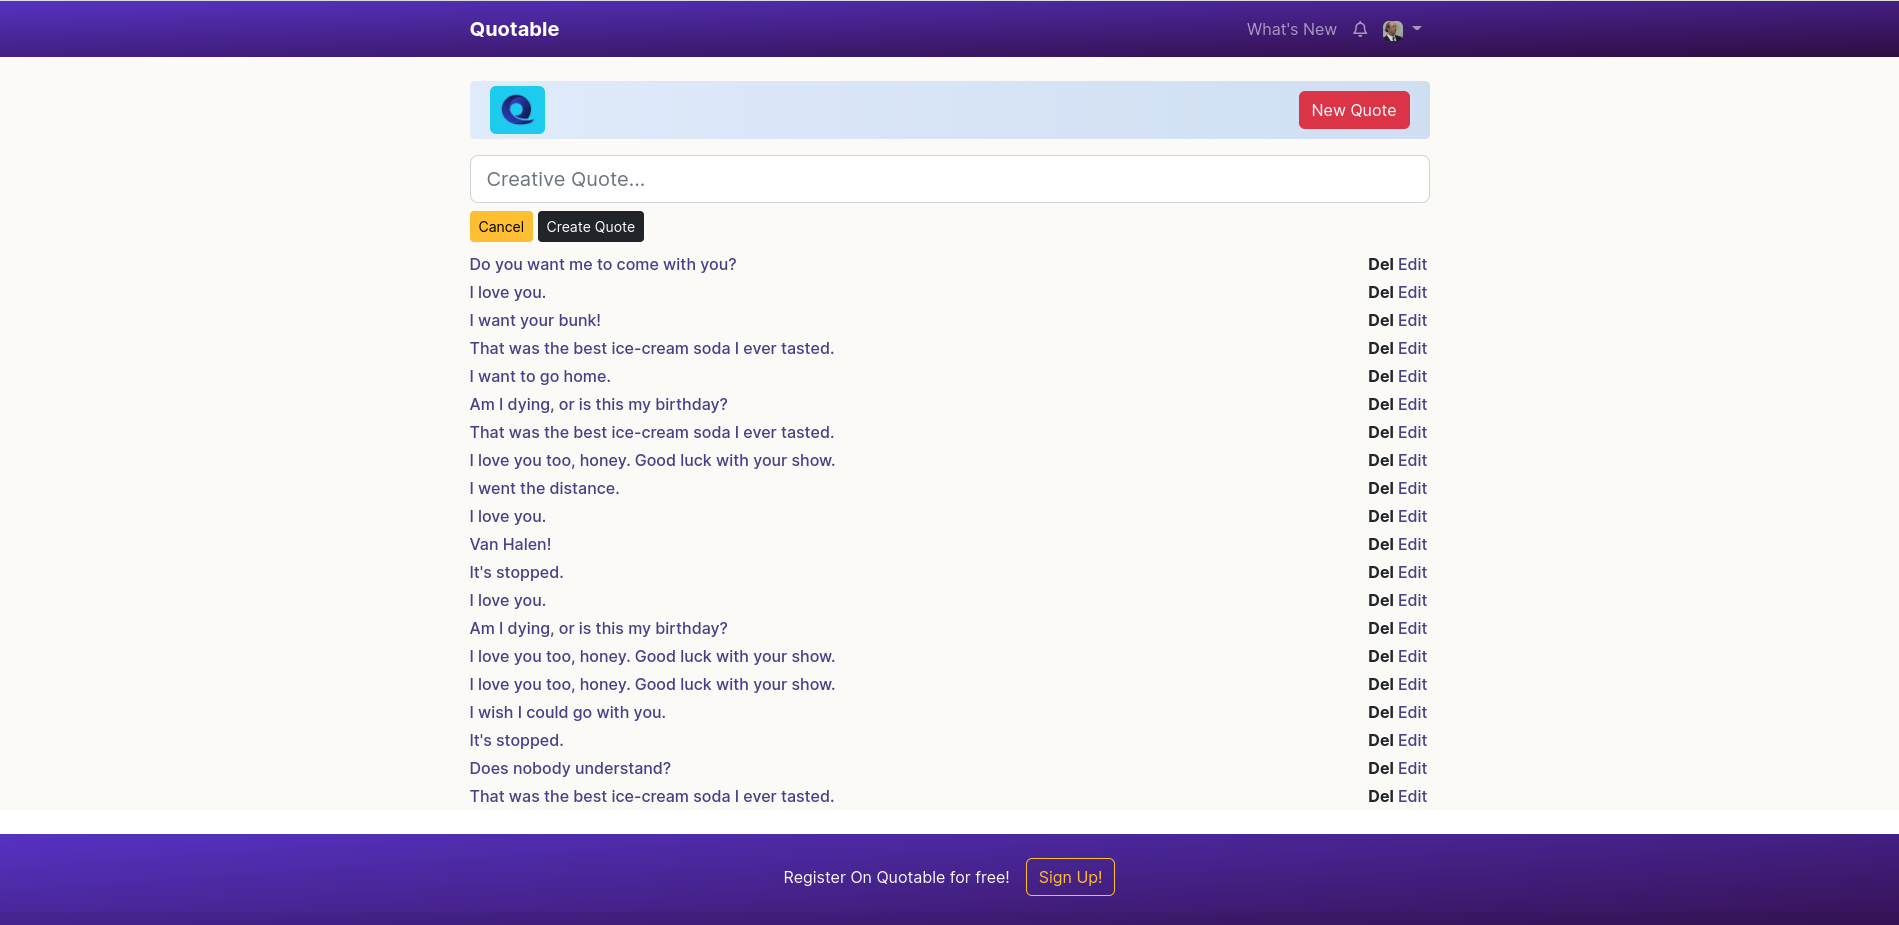 Quotable What's New
New Quote
Creative Quote...
Cancel Create Quote
Do you want me to come with you? Del Edit
I love you. Del Edit
I want your bunk! Del Edit
That was the best ice-cream soda I ever tasted. Del Edit
I want to go home. Del Edit
Am I dying, or is this my birthday? Del Edit
That was the best ice-cream soda I ever tasted. Del Edit
I love you too, honey. Good luck with your show. Del Edit
I went the distance. Del Edit
I love you. Del Edit
Van Halen! Del Edit
It's stopped. Del Edit
I love you. Del Edit
Am I dying, or is this my birthday? Del Edit
I love you too, honey. Good luck with your show. Del Edit
I love you too, honey. Good luck with your show. Del Edit
I wish I could go with you. Del Edit
It's stopped. Del Edit
Does nobody understand? Del Edit
That was the best ice-cream soda I ever tasted. Del Edit
Register On Quotable for free! Sign Up!